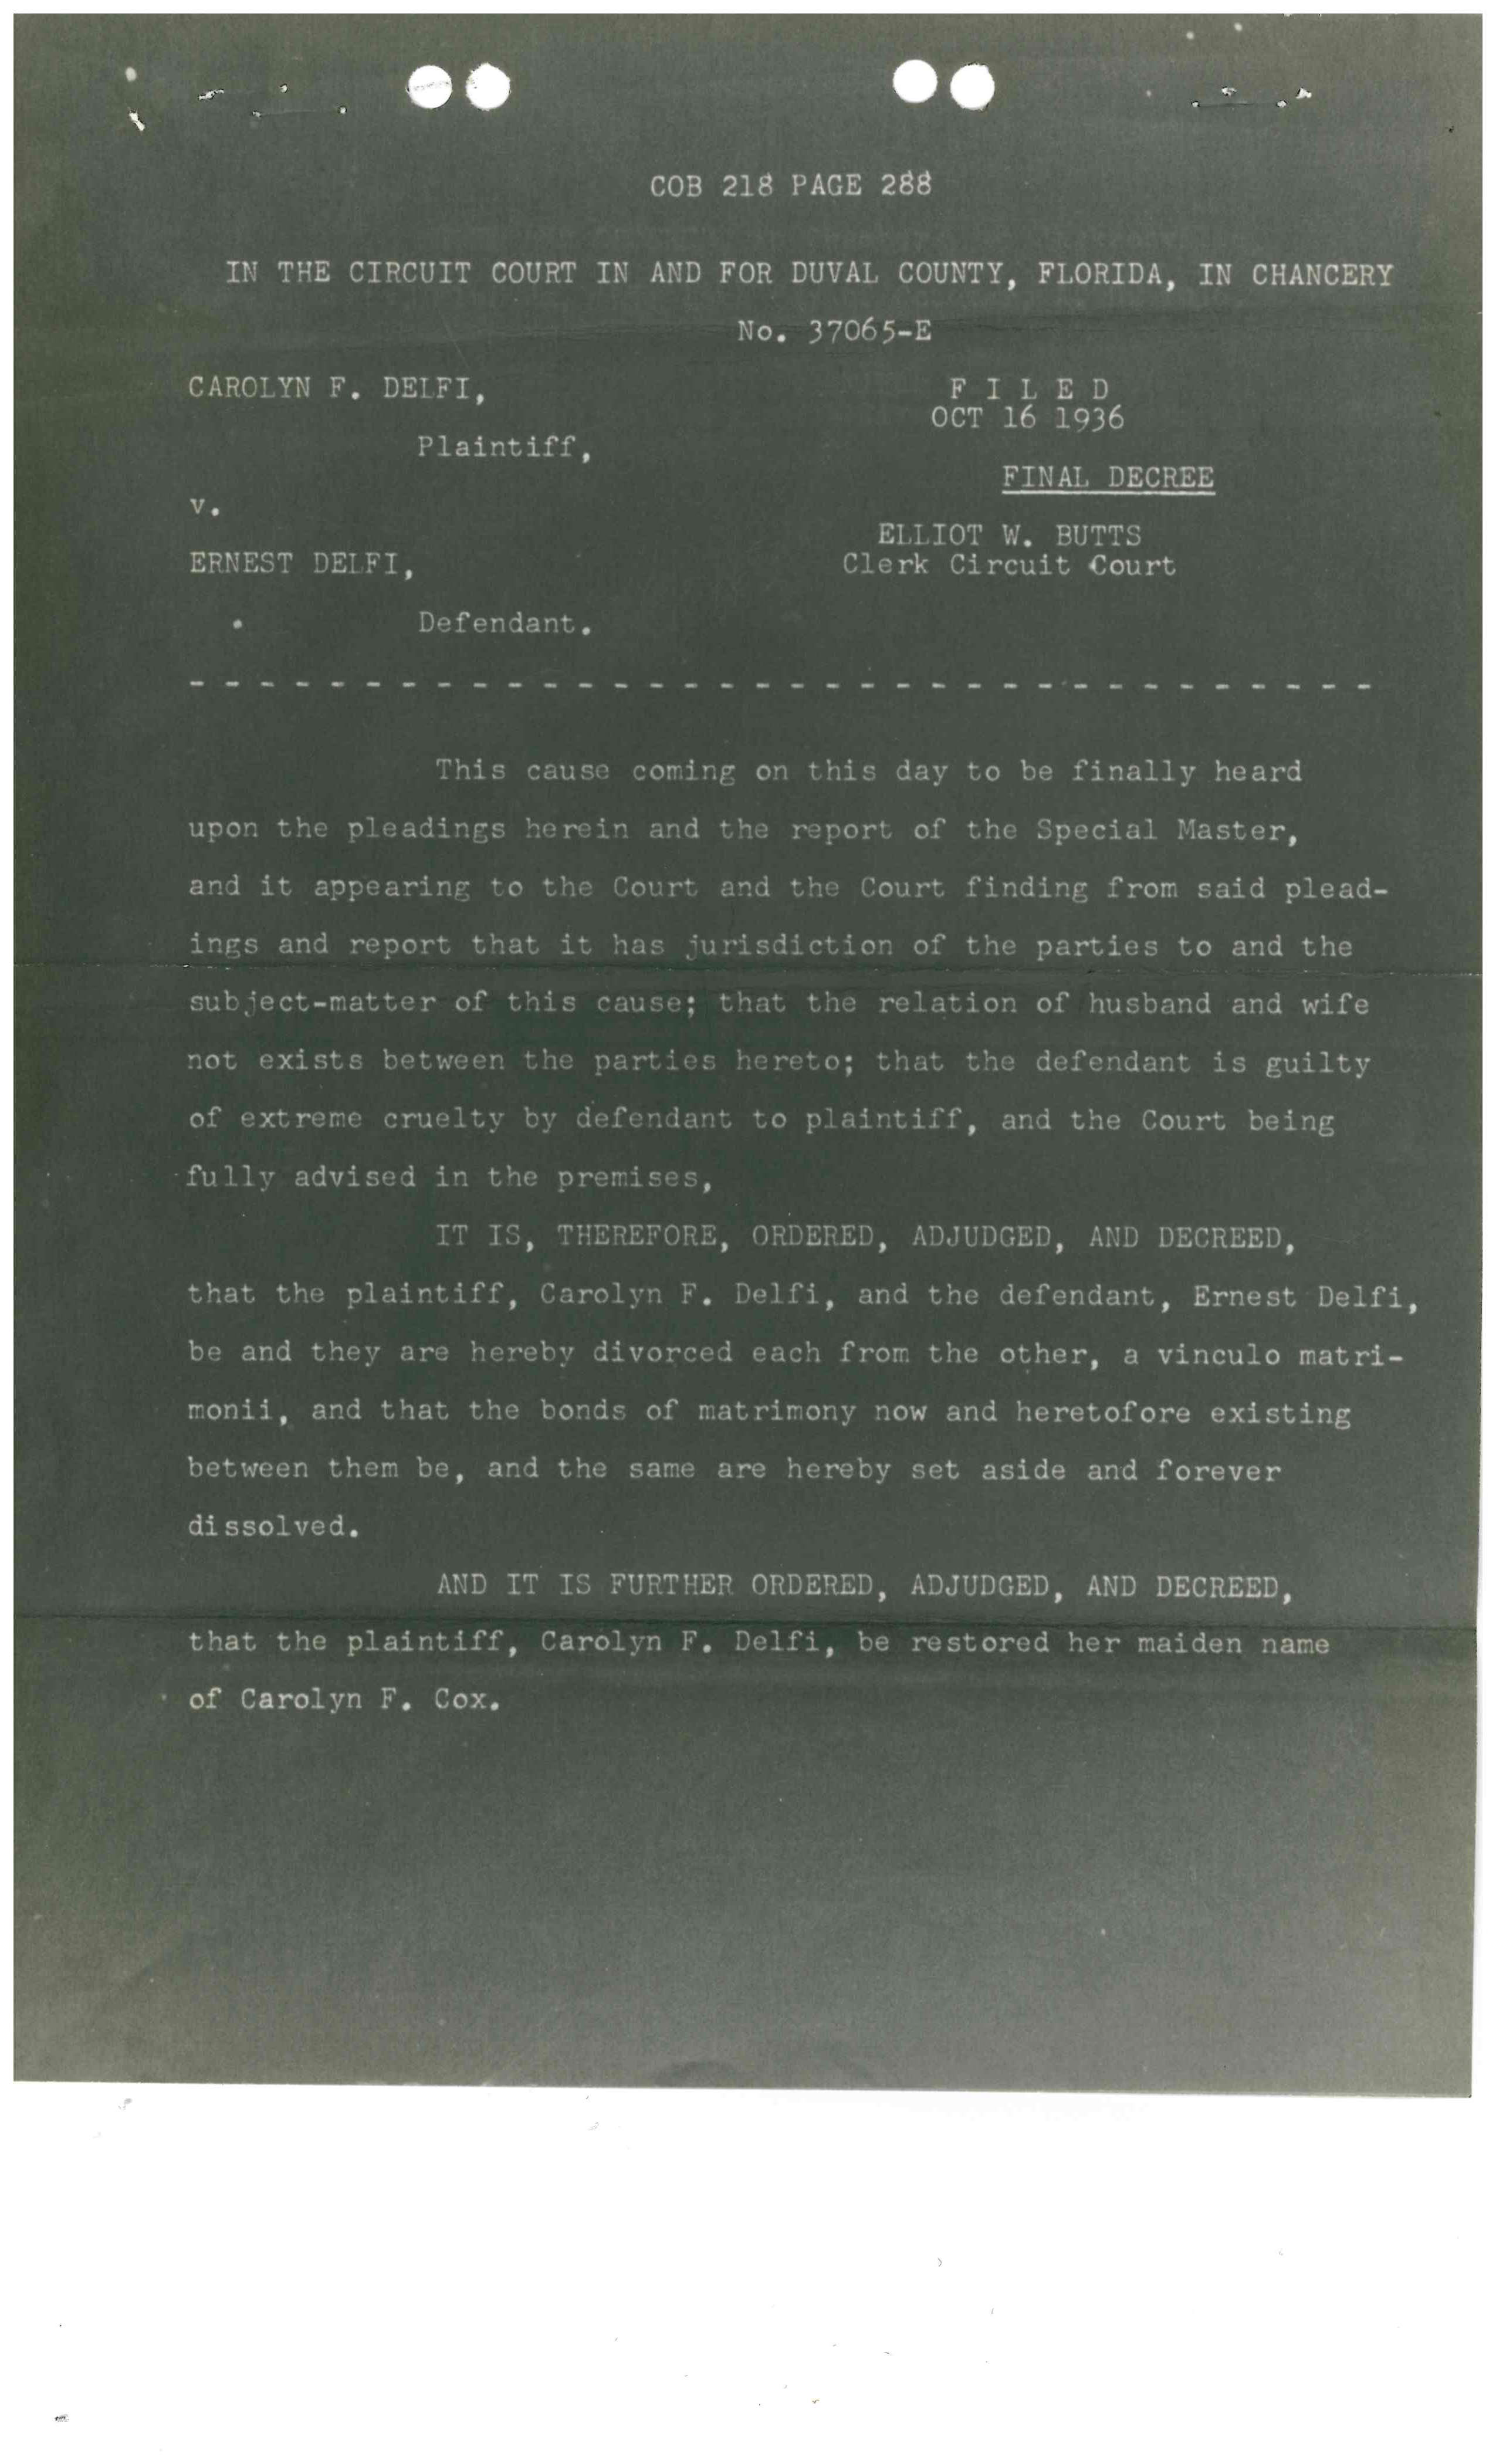 COB 218 PAGE 288
IN THE CIRCUIT COURT IN AND FOR DUVAL COUNTY, FLORIDA, IN CHANCERY
No. 37065-E
CAROLYN F. DELFI,
Plaintiff,
v.
ERNEST DELFI,
Defendant.
F I L E D
OCT 16 1936
FINAL DECREE
ELLIOT W. BUTTS
Clerk Circuit Court
- - - - - - - - - - - - - - - - - - - - - - - - - - - - - - - - - -
This cause coming on this day to be finally heard
upon the pleadings herein and the report of the Special Master,
and it appearing to the Court and the Court finding from said plead-
ings and report that it has jurisdiction of the parties to and the
subject-matter of this cause; that the relation of husband and wife
not exists between the parties hereto; that the defendant is guilty
of extreme cruelty by defendant to plaintiff, and the Court being
fully advised in the premises,
IT IS, THEREFORE, ORDERED, ADJUDGED, AND DECREED,
that the plaintiff, Carolyn F. Delfi, and the defendant, Ernest Delfi,
be and they are hereby divorced each from the other, a vinculo matri-
monii, and that the bonds of matrimony now and heretofore existing
between them be, and the same are hereby set aside and forever
dissolved.
AND IT IS FURTHER ORDERED, ADJUDGED, AND DECREED,
that the plaintiff, Carolyn F. Delfi, be restored her maiden name
of Carolyn F. Cox.